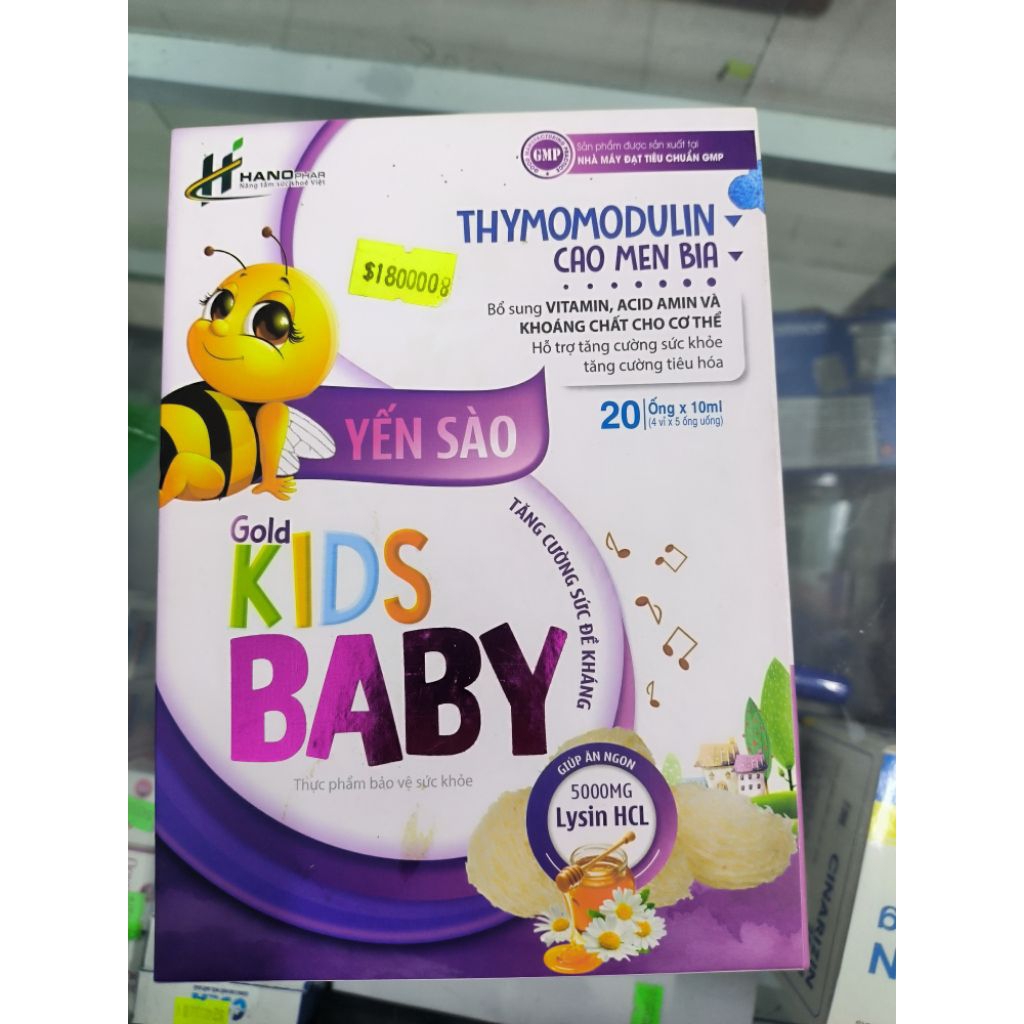 HANOPHAR
Nâng tầm sức khoẻ Việt
GMP
Sản phẩm được sản xuất tại
NHÀ MÁY ĐẠT TIÊU CHUẨN GMP
THYMOMODULIN
CAO MEN BIA
$180000
Bổ sung VITAMIN, ACID AMIN VÀ
KHOÁNG CHẤT CHO CƠ THỂ
Hỗ trợ tăng cường sức khỏe
tăng cường tiêu hóa
20 Ống x 10ml
(4 vỉ x 5 ống uống)
YẾN SÀO
Gold
KIDS
BABY
TĂNG CƯỜNG SỨC ĐỀ KHÁNG
Thực phẩm bảo vệ sức khỏe
GIÚP ĂN NGON
5000MG
Lysin HCL
CINARIZIN